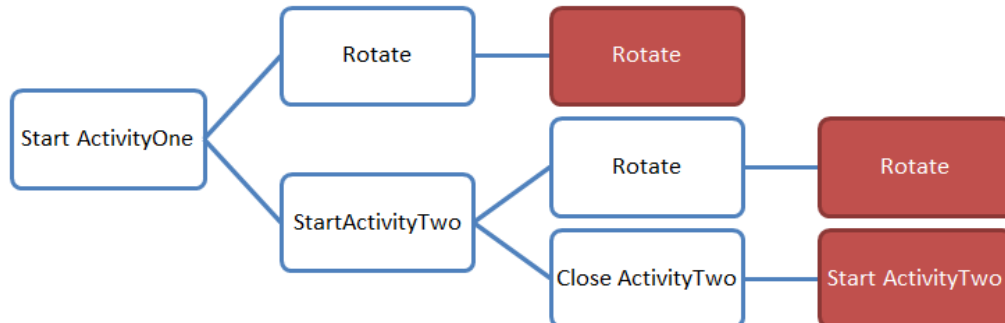 Rotate
Rotate
Start ActivityOne
Rotate
Rotate
StartActivityTwo
Close ActivityTwo
Start ActivityTwo